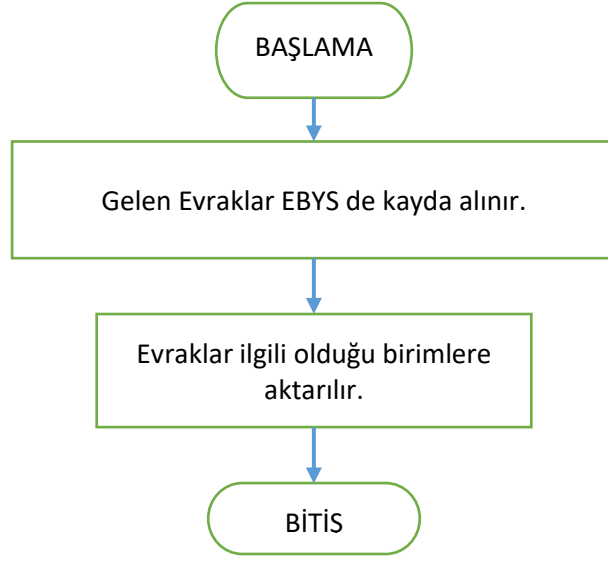 BAŞLAMA
Gelen Evraklar EBYS de kayda alınır.
Evraklar ilgili olduğu birimlere
aktarılır.
BİTİS